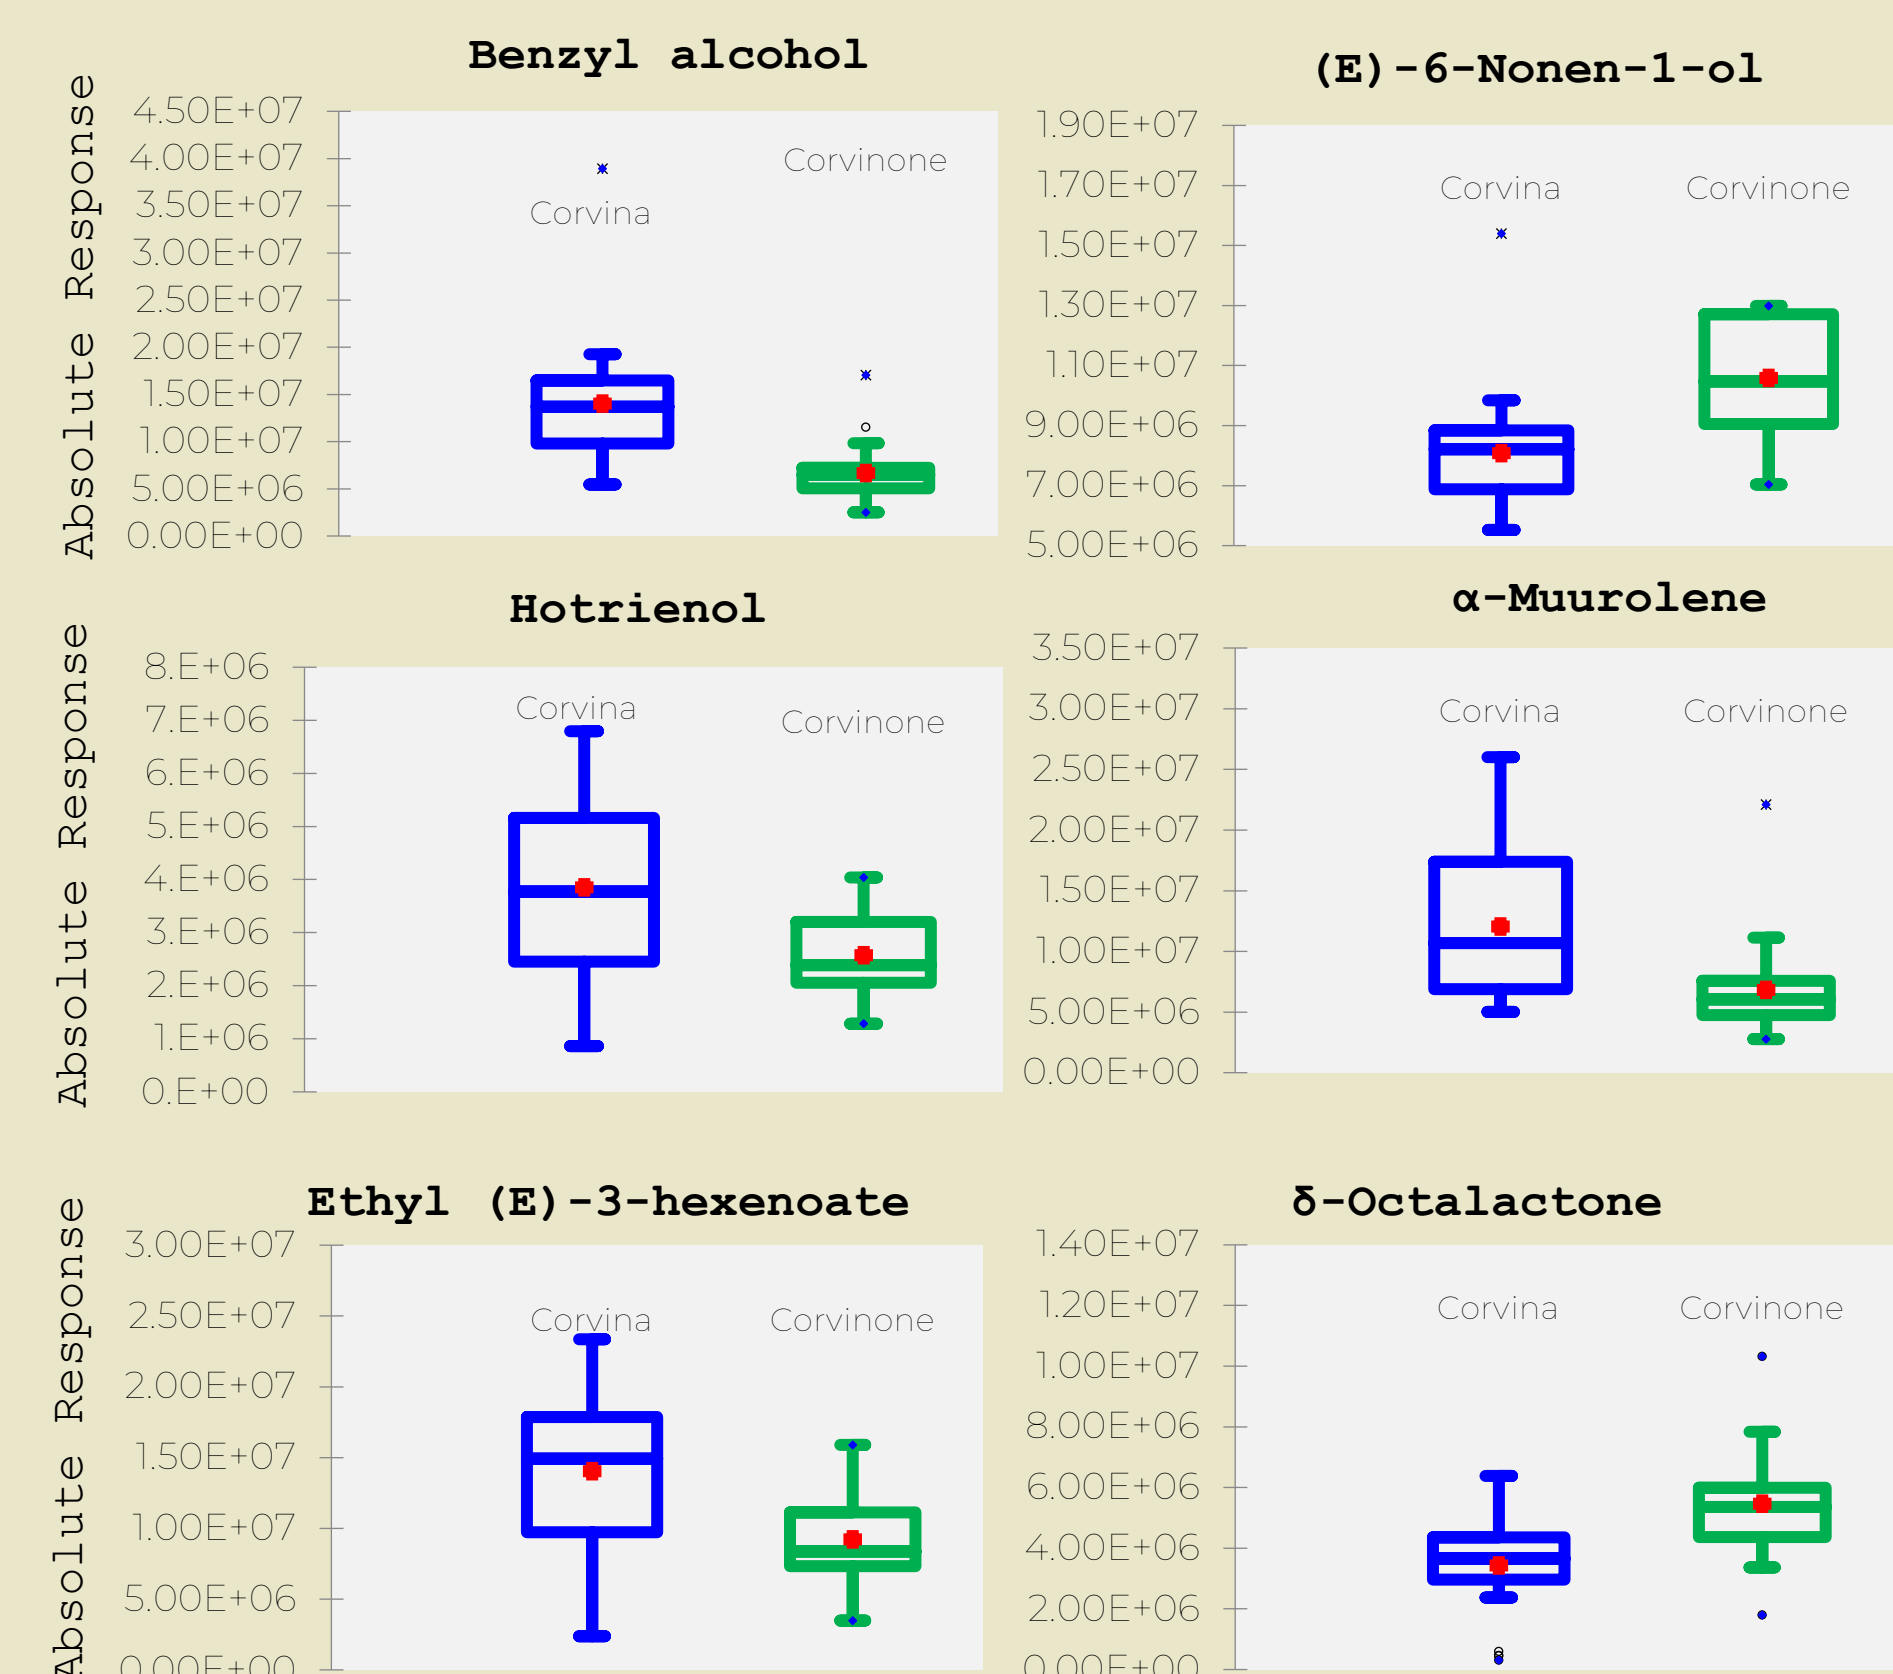 Benzyl alcohol
Absolute Response
4.50E+07
4.00E+07
3.50E+07
3.00E+07
2.50E+07
2.00E+07
1.50E+07
1.00E+07
5.00E+06
0.00E+00
Corvina
Corvinone
(E)-6-Nonen-1-ol
1.90E+07
1.70E+07
1.50E+07
1.30E+07
1.10E+07
9.00E+06
7.00E+06
5.00E+06
Corvina
Corvinone
Hotrienol
Absolute Response
8.E+06
7.E+06
6.E+06
5.E+06
4.E+06
3.E+06
2.E+06
1.E+06
0.E+00
Corvina
Corvinone
α-Muurolene
3.50E+07
3.00E+07
2.50E+07
2.00E+07
1.50E+07
1.00E+07
5.00E+06
0.00E+00
Corvina
Corvinone
Ethyl (E)-3-hexenoate
Absolute Response
3.00E+07
2.50E+07
2.00E+07
1.50E+07
1.00E+07
5.00E+06
0.00E+00
Corvina
Corvinone
δ-Octalactone
1.40E+07
1.20E+07
1.00E+07
8.00E+06
6.00E+06
4.00E+06
2.00E+06
0.00E+00
Corvina
Corvinone